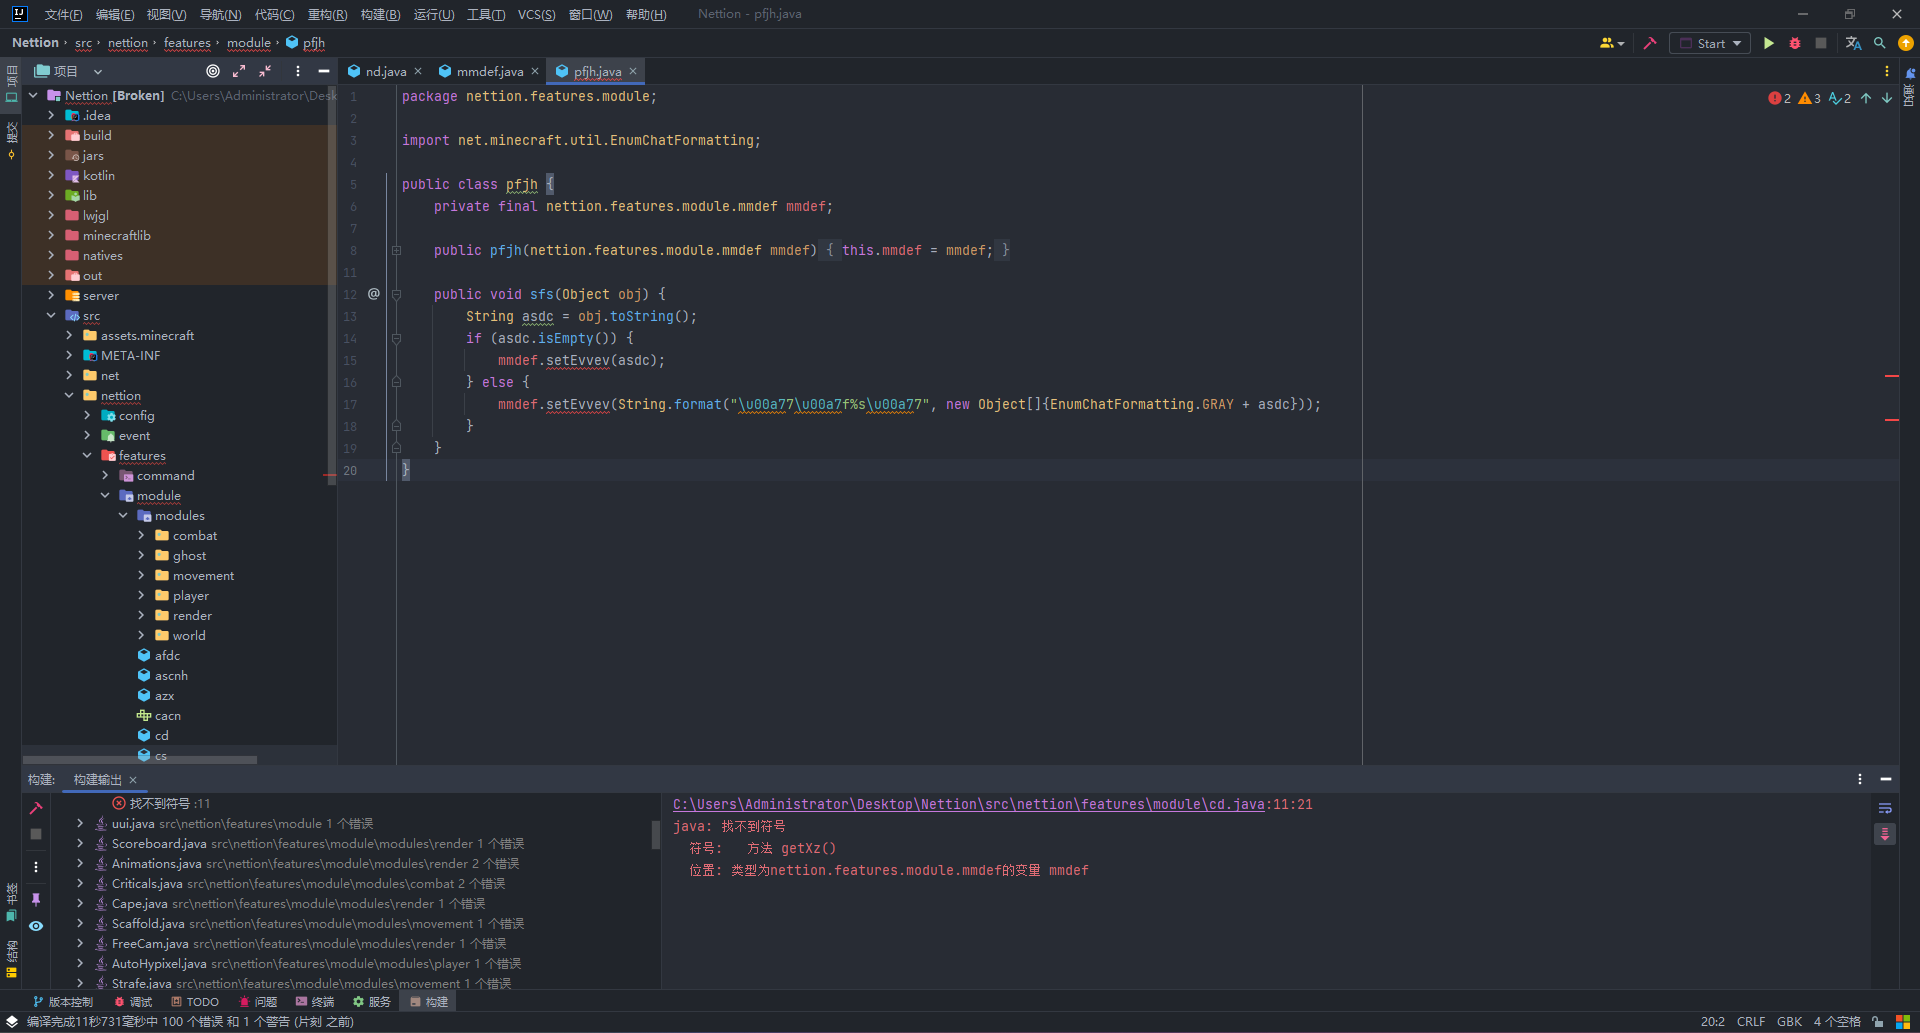 文件(F) 编辑(E) 视图(V) 导航(N) 代码(C) 重构(R) 构建(B) 运行(U) 工具(T) VCS(S) 窗口(W) 帮助(H) Nettion - pfjh.java
Nettion › src › nettion › features › module › pfjh
Start
项目
提交
书签
结构
通知
项目
Nettion [Broken] C:\Users\Administrator\Desk
.idea
build
jars
kotlin
lib
lwjgl
minecraftlib
natives
out
server
src
assets.minecraft
META-INF
net
nettion
config
event
features
command
module
modules
combat
ghost
movement
player
render
world
afdc
ascnh
azx
cacn
cd
cs
nd.java mmdef.java pfjh.java
2 3 2
1 package nettion.features.module;
2
3 import net.minecraft.util.EnumChatFormatting;
4
5 public class pfjh {
6 private final nettion.features.module.mmdef mmdef;
7
8 public pfjh(nettion.features.module.mmdef mmdef) { this.mmdef = mmdef; }
11
12 @ public void sfs(Object obj) {
13 String asdc = obj.toString();
14 if (asdc.isEmpty()) {
15 mmdef.setEvvev(asdc);
16 } else {
17 mmdef.setEvvev(String.format("\u00a77\u00a7f%s\u00a77", new Object[]{EnumChatFormatting.GRAY + asdc}));
18 }
19 }
20 }
构建: 构建输出
找不到符号 :11
uui.java src\nettion\features\module 1 个错误
Scoreboard.java src\nettion\features\module\modules\render 1 个错误
Animations.java src\nettion\features\module\modules\render 2 个错误
Criticals.java src\nettion\features\module\modules\combat 2 个错误
Cape.java src\nettion\features\module\modules\render 1 个错误
Scaffold.java src\nettion\features\module\modules\movement 1 个错误
FreeCam.java src\nettion\features\module\modules\render 1 个错误
AutoHypixel.java src\nettion\features\module\modules\player 1 个错误
Strafe.java src\nettion\features\module\modules\movement 1 个错误
C:\Users\Administrator\Desktop\Nettion\src\nettion\features\module\cd.java:11:21
java: 找不到符号
符号: 方法 getXz()
位置: 类型为nettion.features.module.mmdef的变量 mmdef
版本控制 调试 TODO 问题 终端 服务 构建
编译完成11秒731毫秒中 100 个错误 和 1 个警告 (片刻 之前) 20:2 CRLF GBK 4 个空格